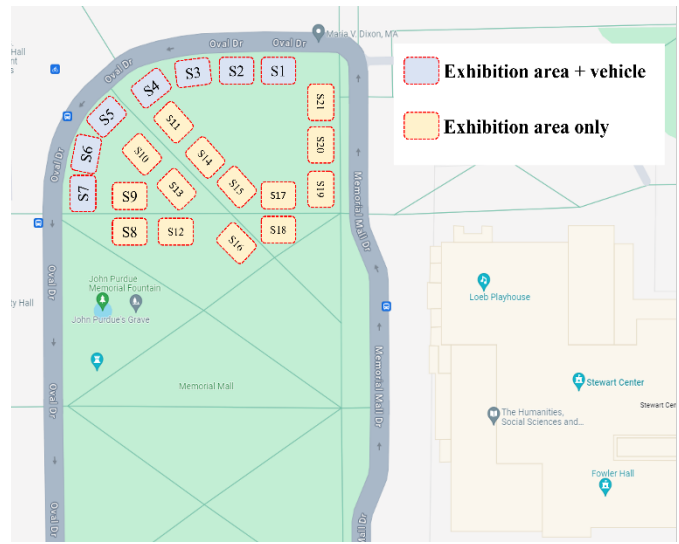 Hall
nt
s
Oval Dr
Oval Dr
Maria V. Dixon, MA
Oval Dr
Exhibition area + vehicle
Exhibition area only
S1
S2
S3
S4
S5
S6
S7
S21
S20
S19
S11
S10
S14
S13
S15
S9
S17
S8
S12
S16
S18
Memorial Mall Dr
Oval Dr
John Purdue
Memorial Fountain
John Purdue's Grave
ty Hall
Loeb Playhouse
Memorial Mall
Oval Dr
Memorial Mall Dr
Stewart Center
Stewart Cen
The Humanities,
Social Sciences and...
Fowler Hall
Oval Dr